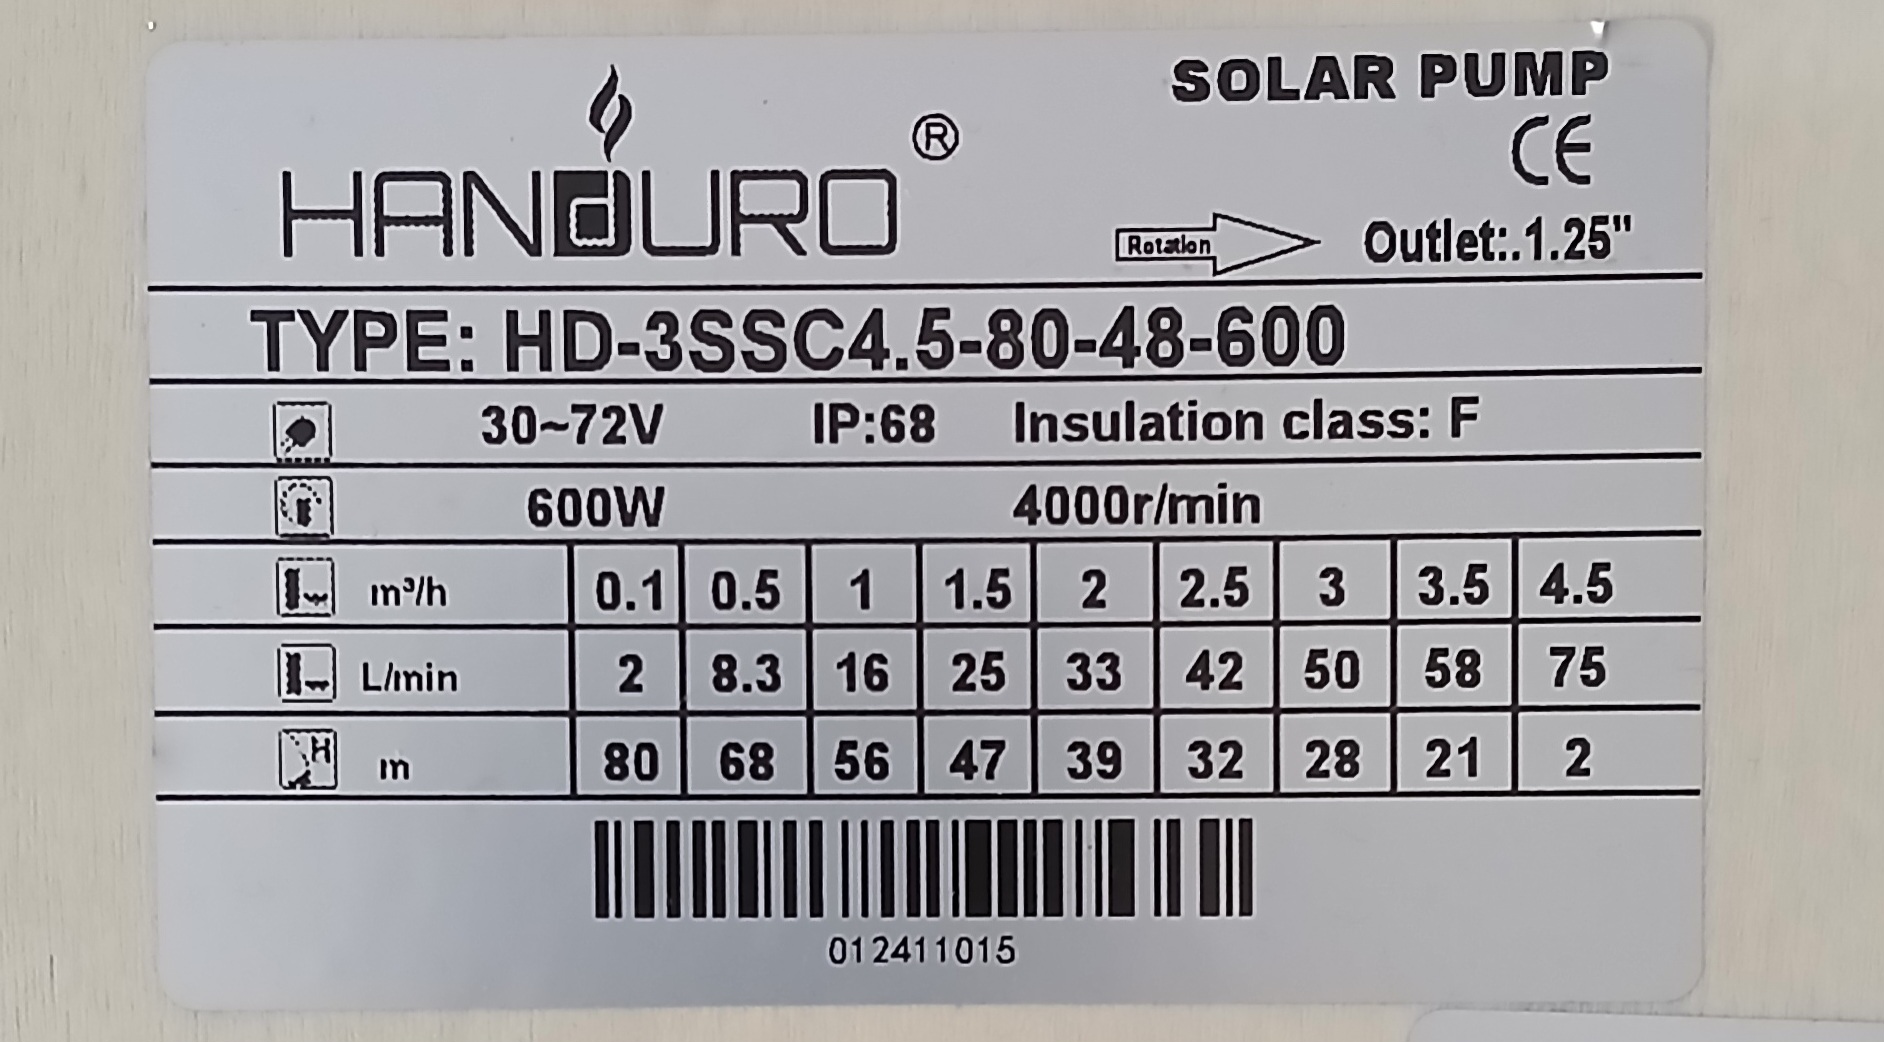 SOLAR PUMP
HANDURO ®
CE
Rotation
Outlet:.1.25"
TYPE: HD-3SSC4.5-80-48-600
30~72V IP:68 Insulation class: F
600W 4000r/min
m³/h 0.1 0.5 1 1.5 2 2.5 3 3.5 4.5
L/min 2 8.3 16 25 33 42 50 58 75
H m 80 68 56 47 39 32 28 21 2
012411015